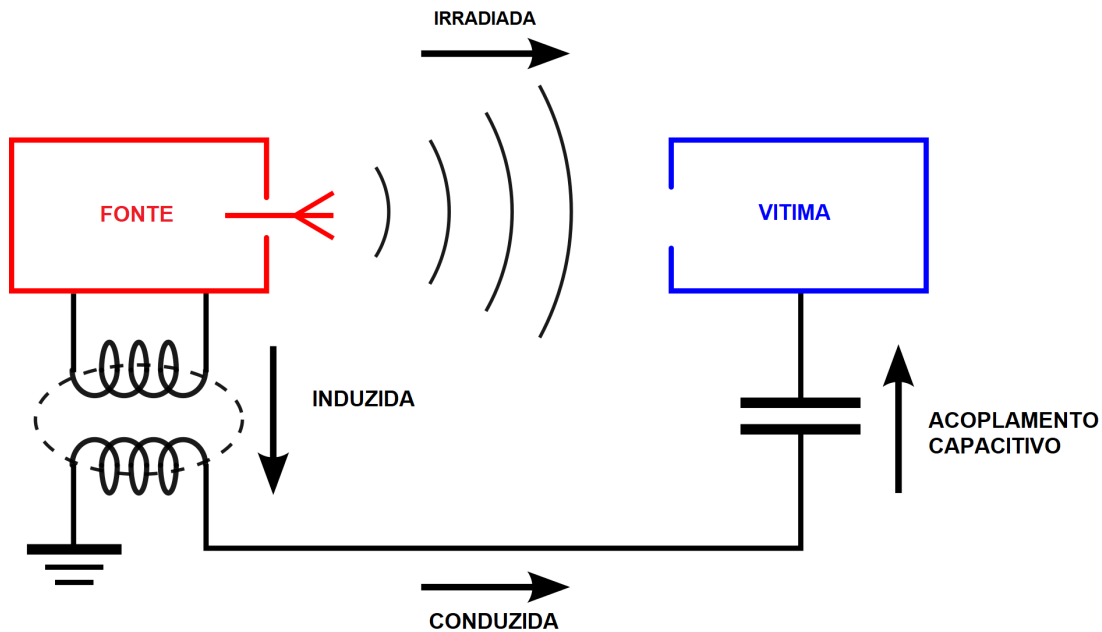 IRRADIADA
FONTE
VITIMA
INDUZIDA
ACOPLAMENTO
CAPACITIVO
CONDUZIDA